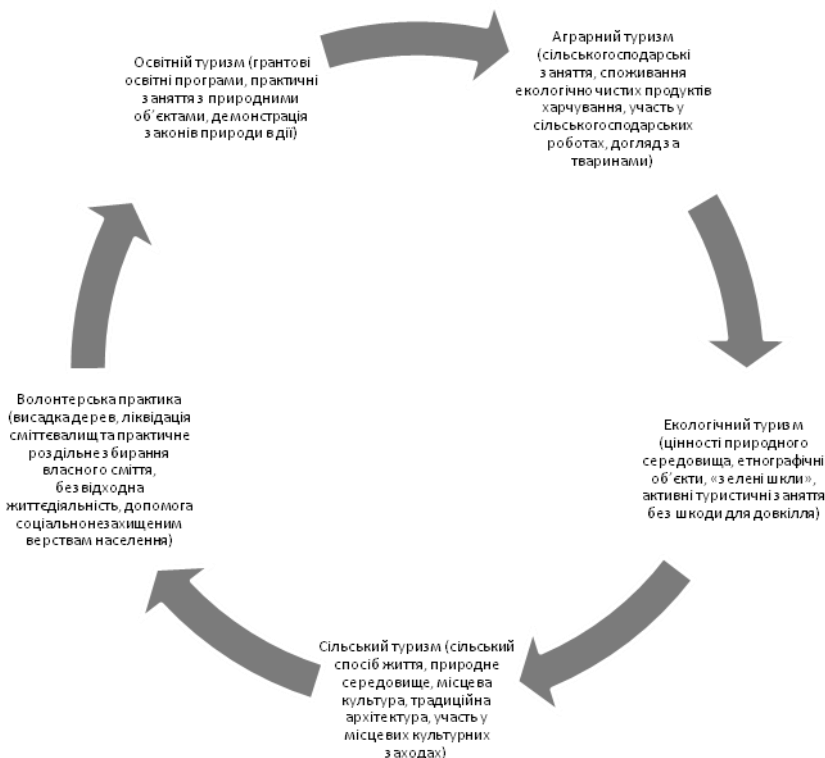 Освітній туризм (грантові
освітні програми, практичні
заняття з природними
об’єктами, демонстрація
законів природи в дії)
Аграрний туризм
(сільськогосподарські
заняття, споживання
екологічно чистих продуктів
харчування, участь у
сільськогосподарських
роботах, догляд за
тваринами)
Екологічний туризм
(цінності природного
середовища, етнографічні
об’єкти, «зелені шкли»,
активні туристичні заняття
без шкоди для довкілля)
Сільський туризм (сільський
спосіб життя, природне
середовище, місцева
культура, традиційна
архітектура, участь у
місцевих культурних
заходах)
Волонтерська практика
(висадка дерев, ліквідація
сміттєвалищ та практичне
роздільне збирання
власного сміття,
безвідходна
життєдіяльність, допомога
соціальнонезахищеним
верствам населення)